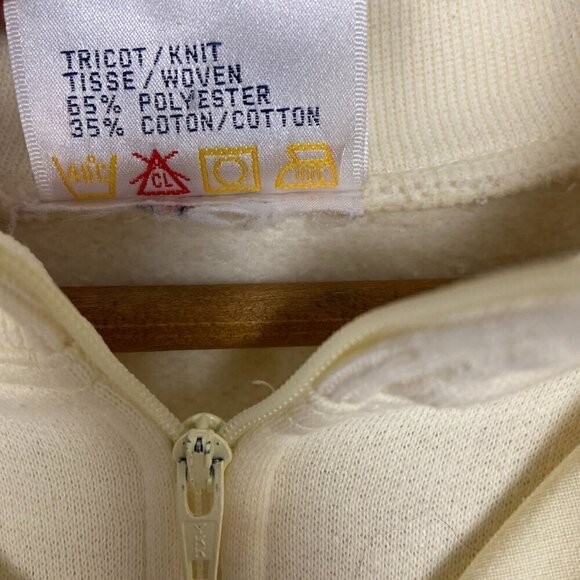 TRICOT/KNIT
TISSE/WOVEN
65% POLYESTER
35% COTON/COTTON
CL